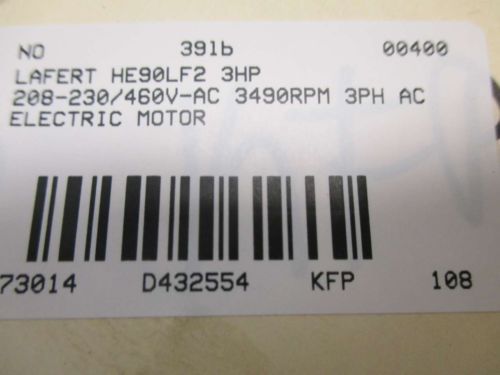 NO 391b 00400
LAFERT HE90LF2 3HP
208-230/460V-AC 3490RPM 3PH AC
ELECTRIC MOTOR
73014 D432554 KFP 108